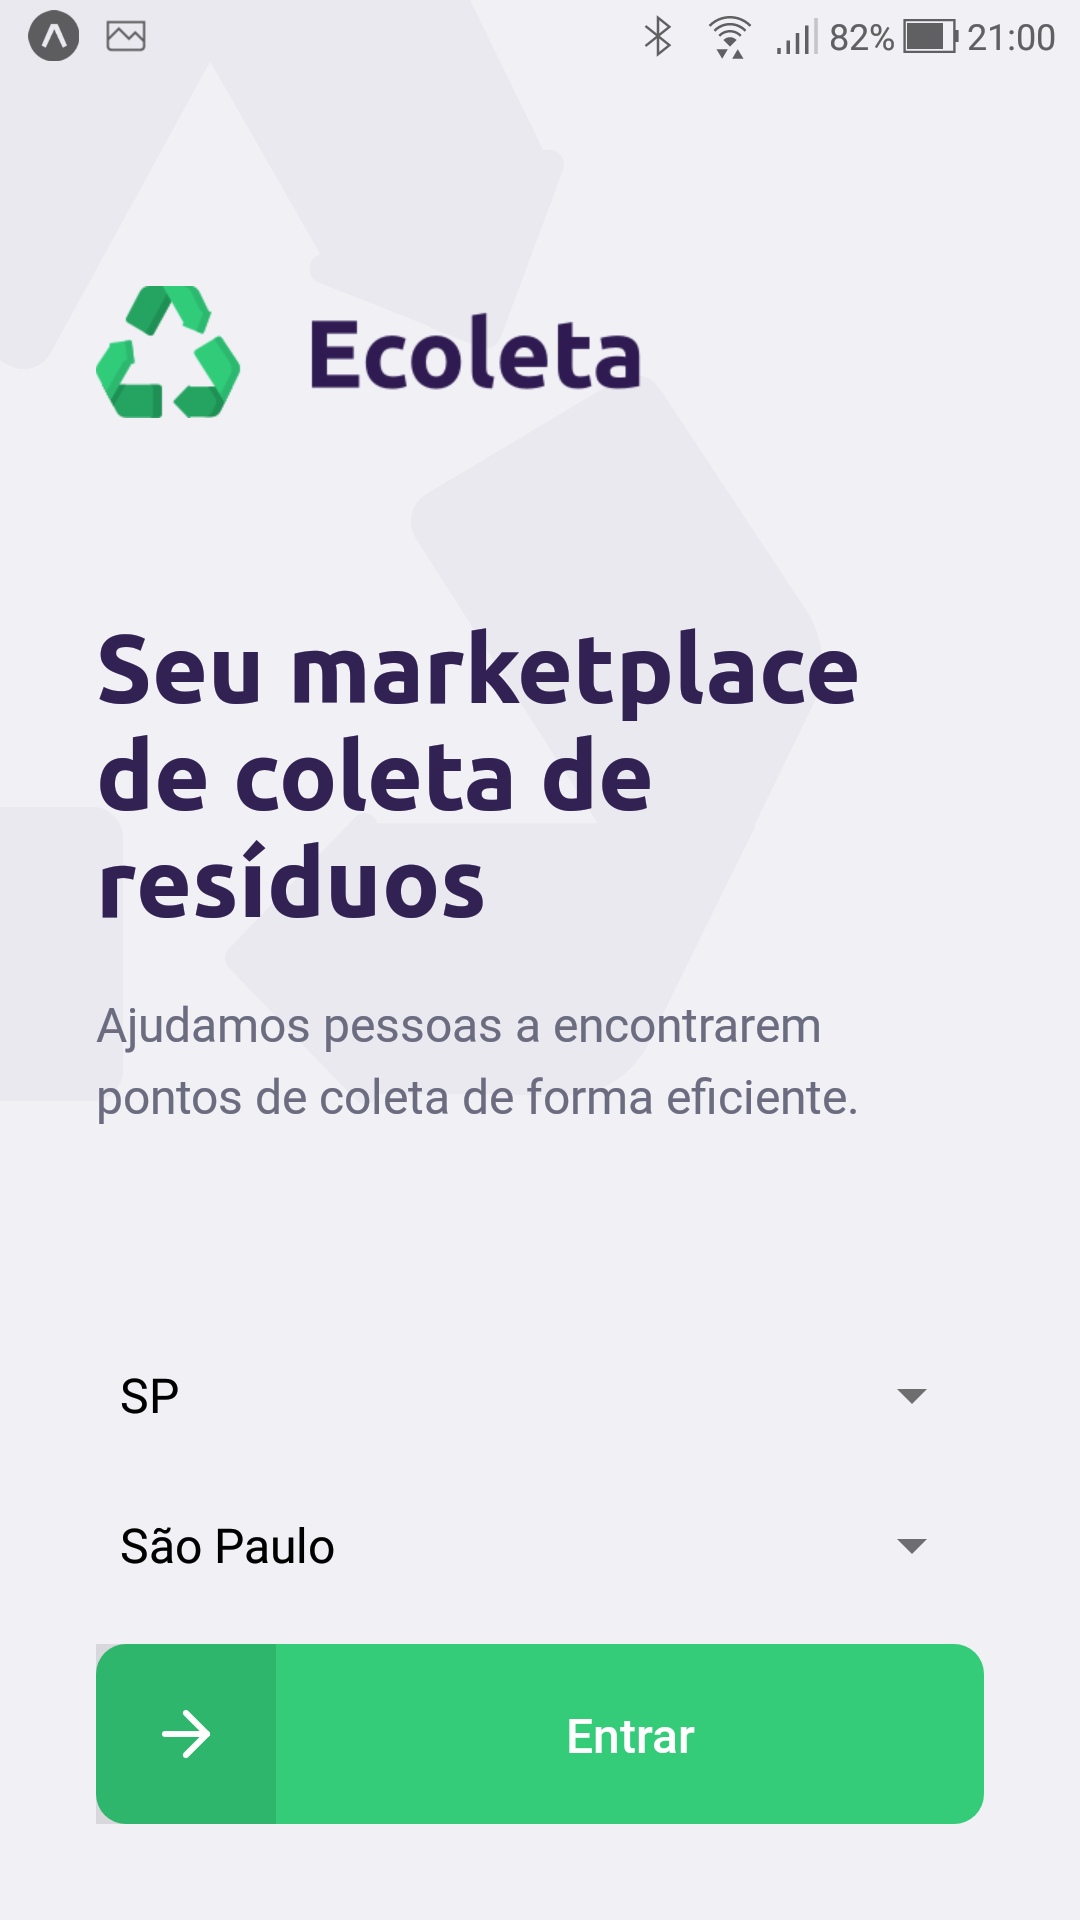 82% 21:00
Ecoleta
Seu marketplace
de coleta de
resíduos
Ajudamos pessoas a encontrarem
pontos de coleta de forma eficiente.
SP
São Paulo
Entrar